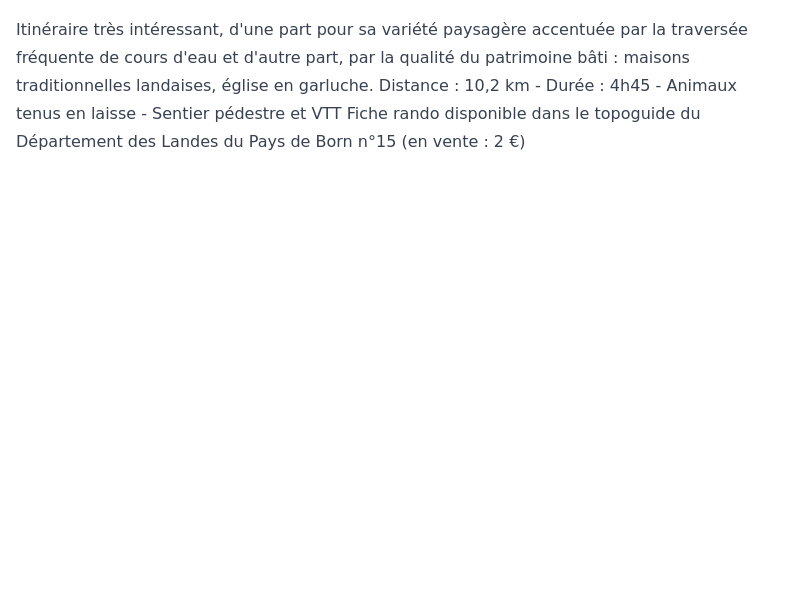 Itinéraire très intéressant, d'une part pour sa variété paysagère accentuée par la traversée
fréquente de cours d'eau et d'autre part, par la qualité du patrimoine bâti : maisons
traditionnelles landaises, église en garluche. Distance : 10,2 km - Durée : 4h45 - Animaux
tenus en laisse - Sentier pédestre et VTT Fiche rando disponible dans le topoguide du
Département des Landes du Pays de Born n°15 (en vente : 2 €)